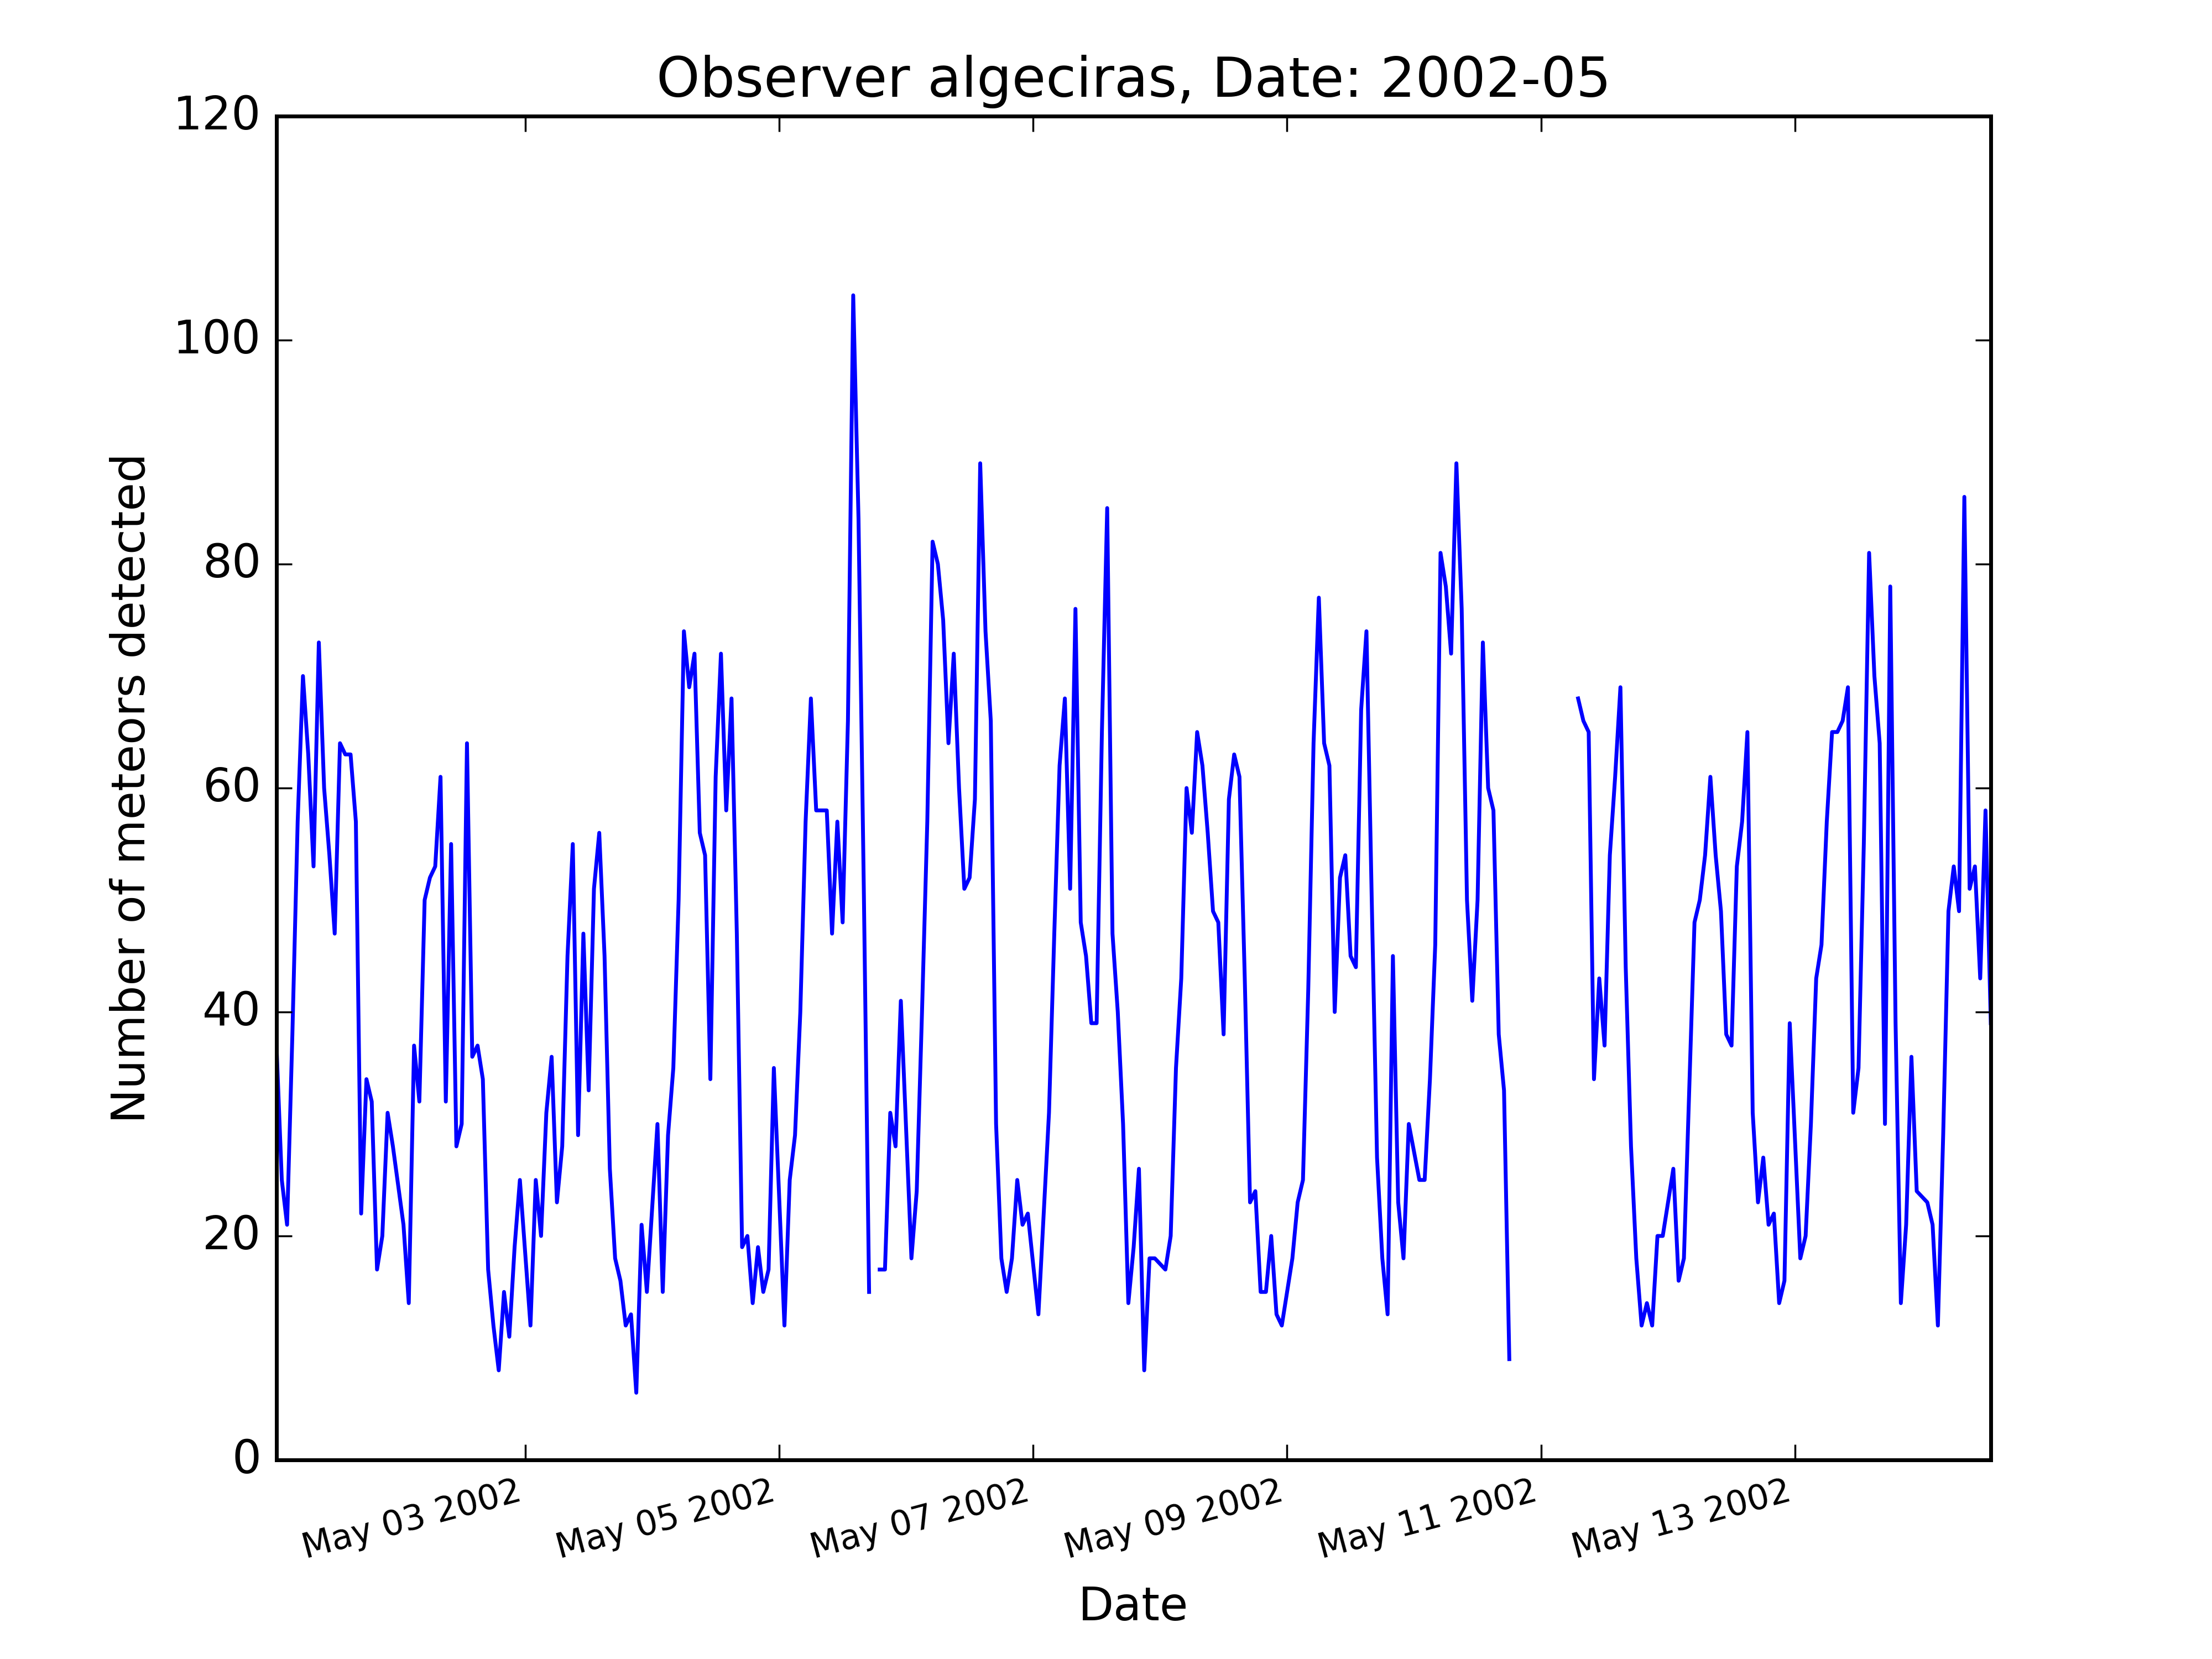 Observer algeciras, Date: 2002-05
120
100
80
60
40
20
0
Number of meteors detected
May 03 2002
May 05 2002
May 07 2002
May 09 2002
May 11 2002
May 13 2002
Date